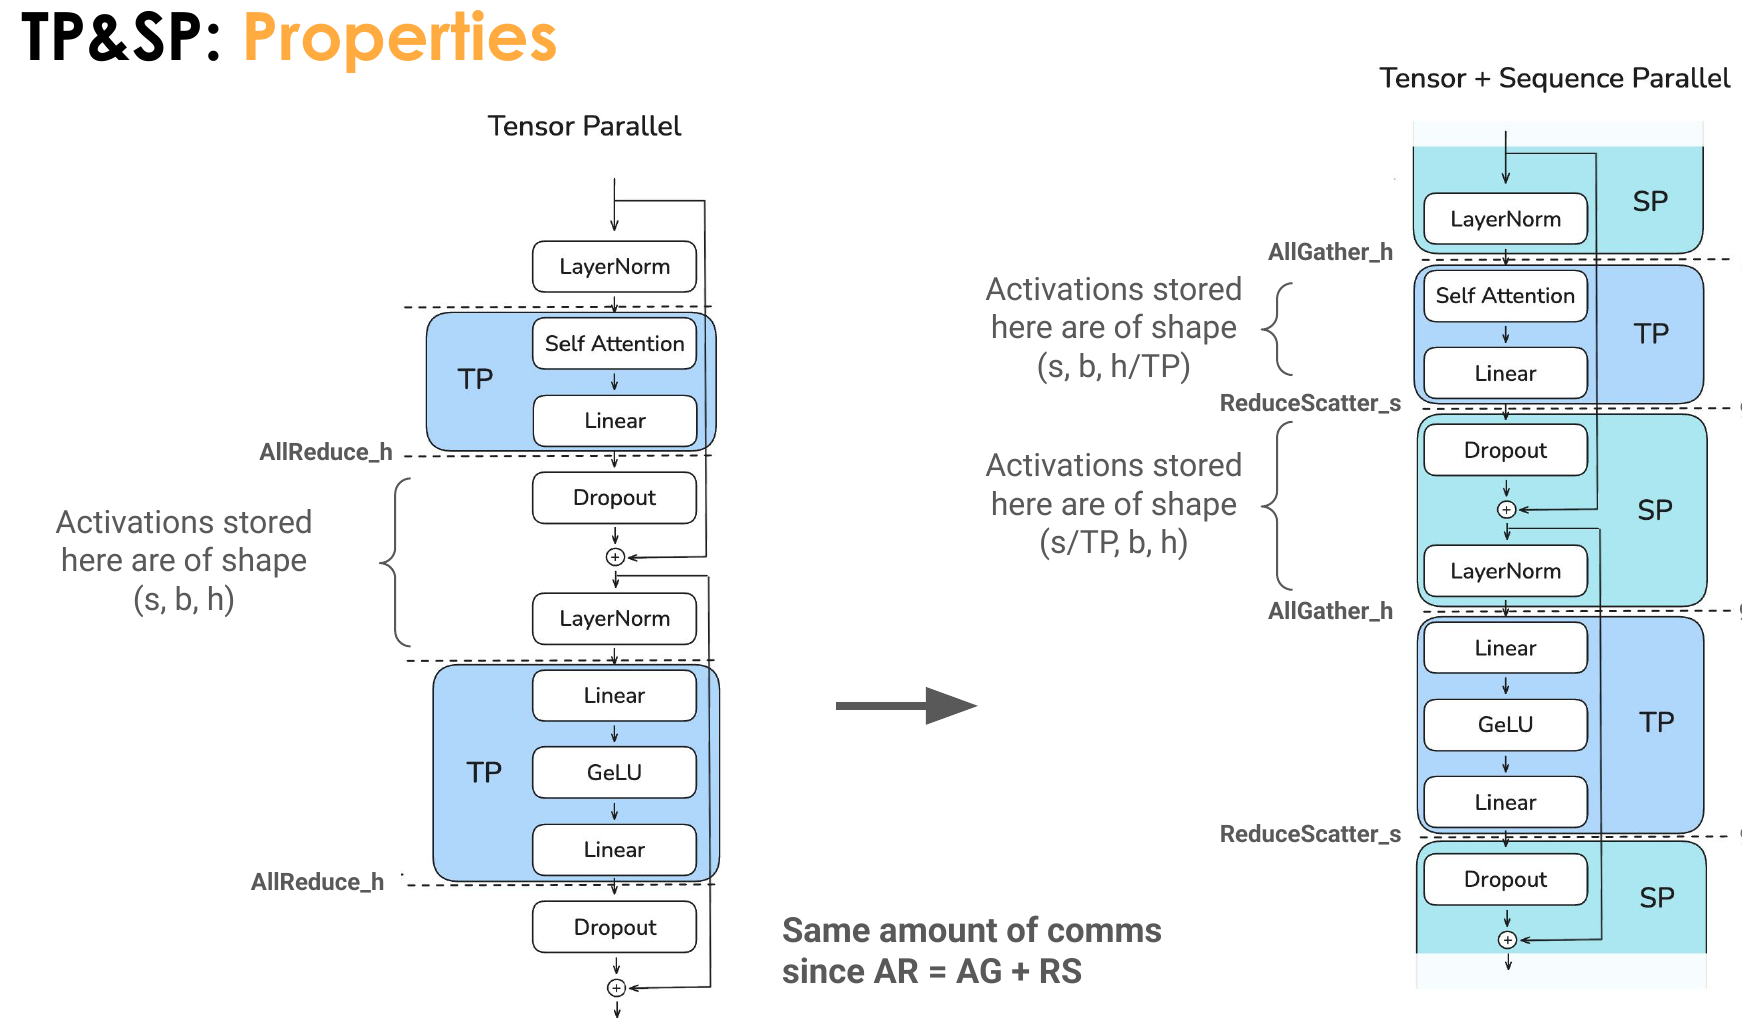 TP&SP: Properties
Tensor Parallel
LayerNorm
Self Attention
TP
Linear
AllReduce_h
Dropout
Activations stored
here are of shape
(s, b, h)
LayerNorm
Linear
TP
GeLU
Linear
AllReduce_h
Dropout
Same amount of comms
since AR = AG + RS
Tensor + Sequence Parallel
SP
LayerNorm
AllGather_h
Activations stored
here are of shape
(s, b, h/TP)
Self Attention
TP
Linear
ReduceScatter_s
Dropout
Activations stored
here are of shape
(s/TP, b, h)
SP
LayerNorm
AllGather_h
Linear
GeLU
TP
Linear
ReduceScatter_s
Dropout
SP